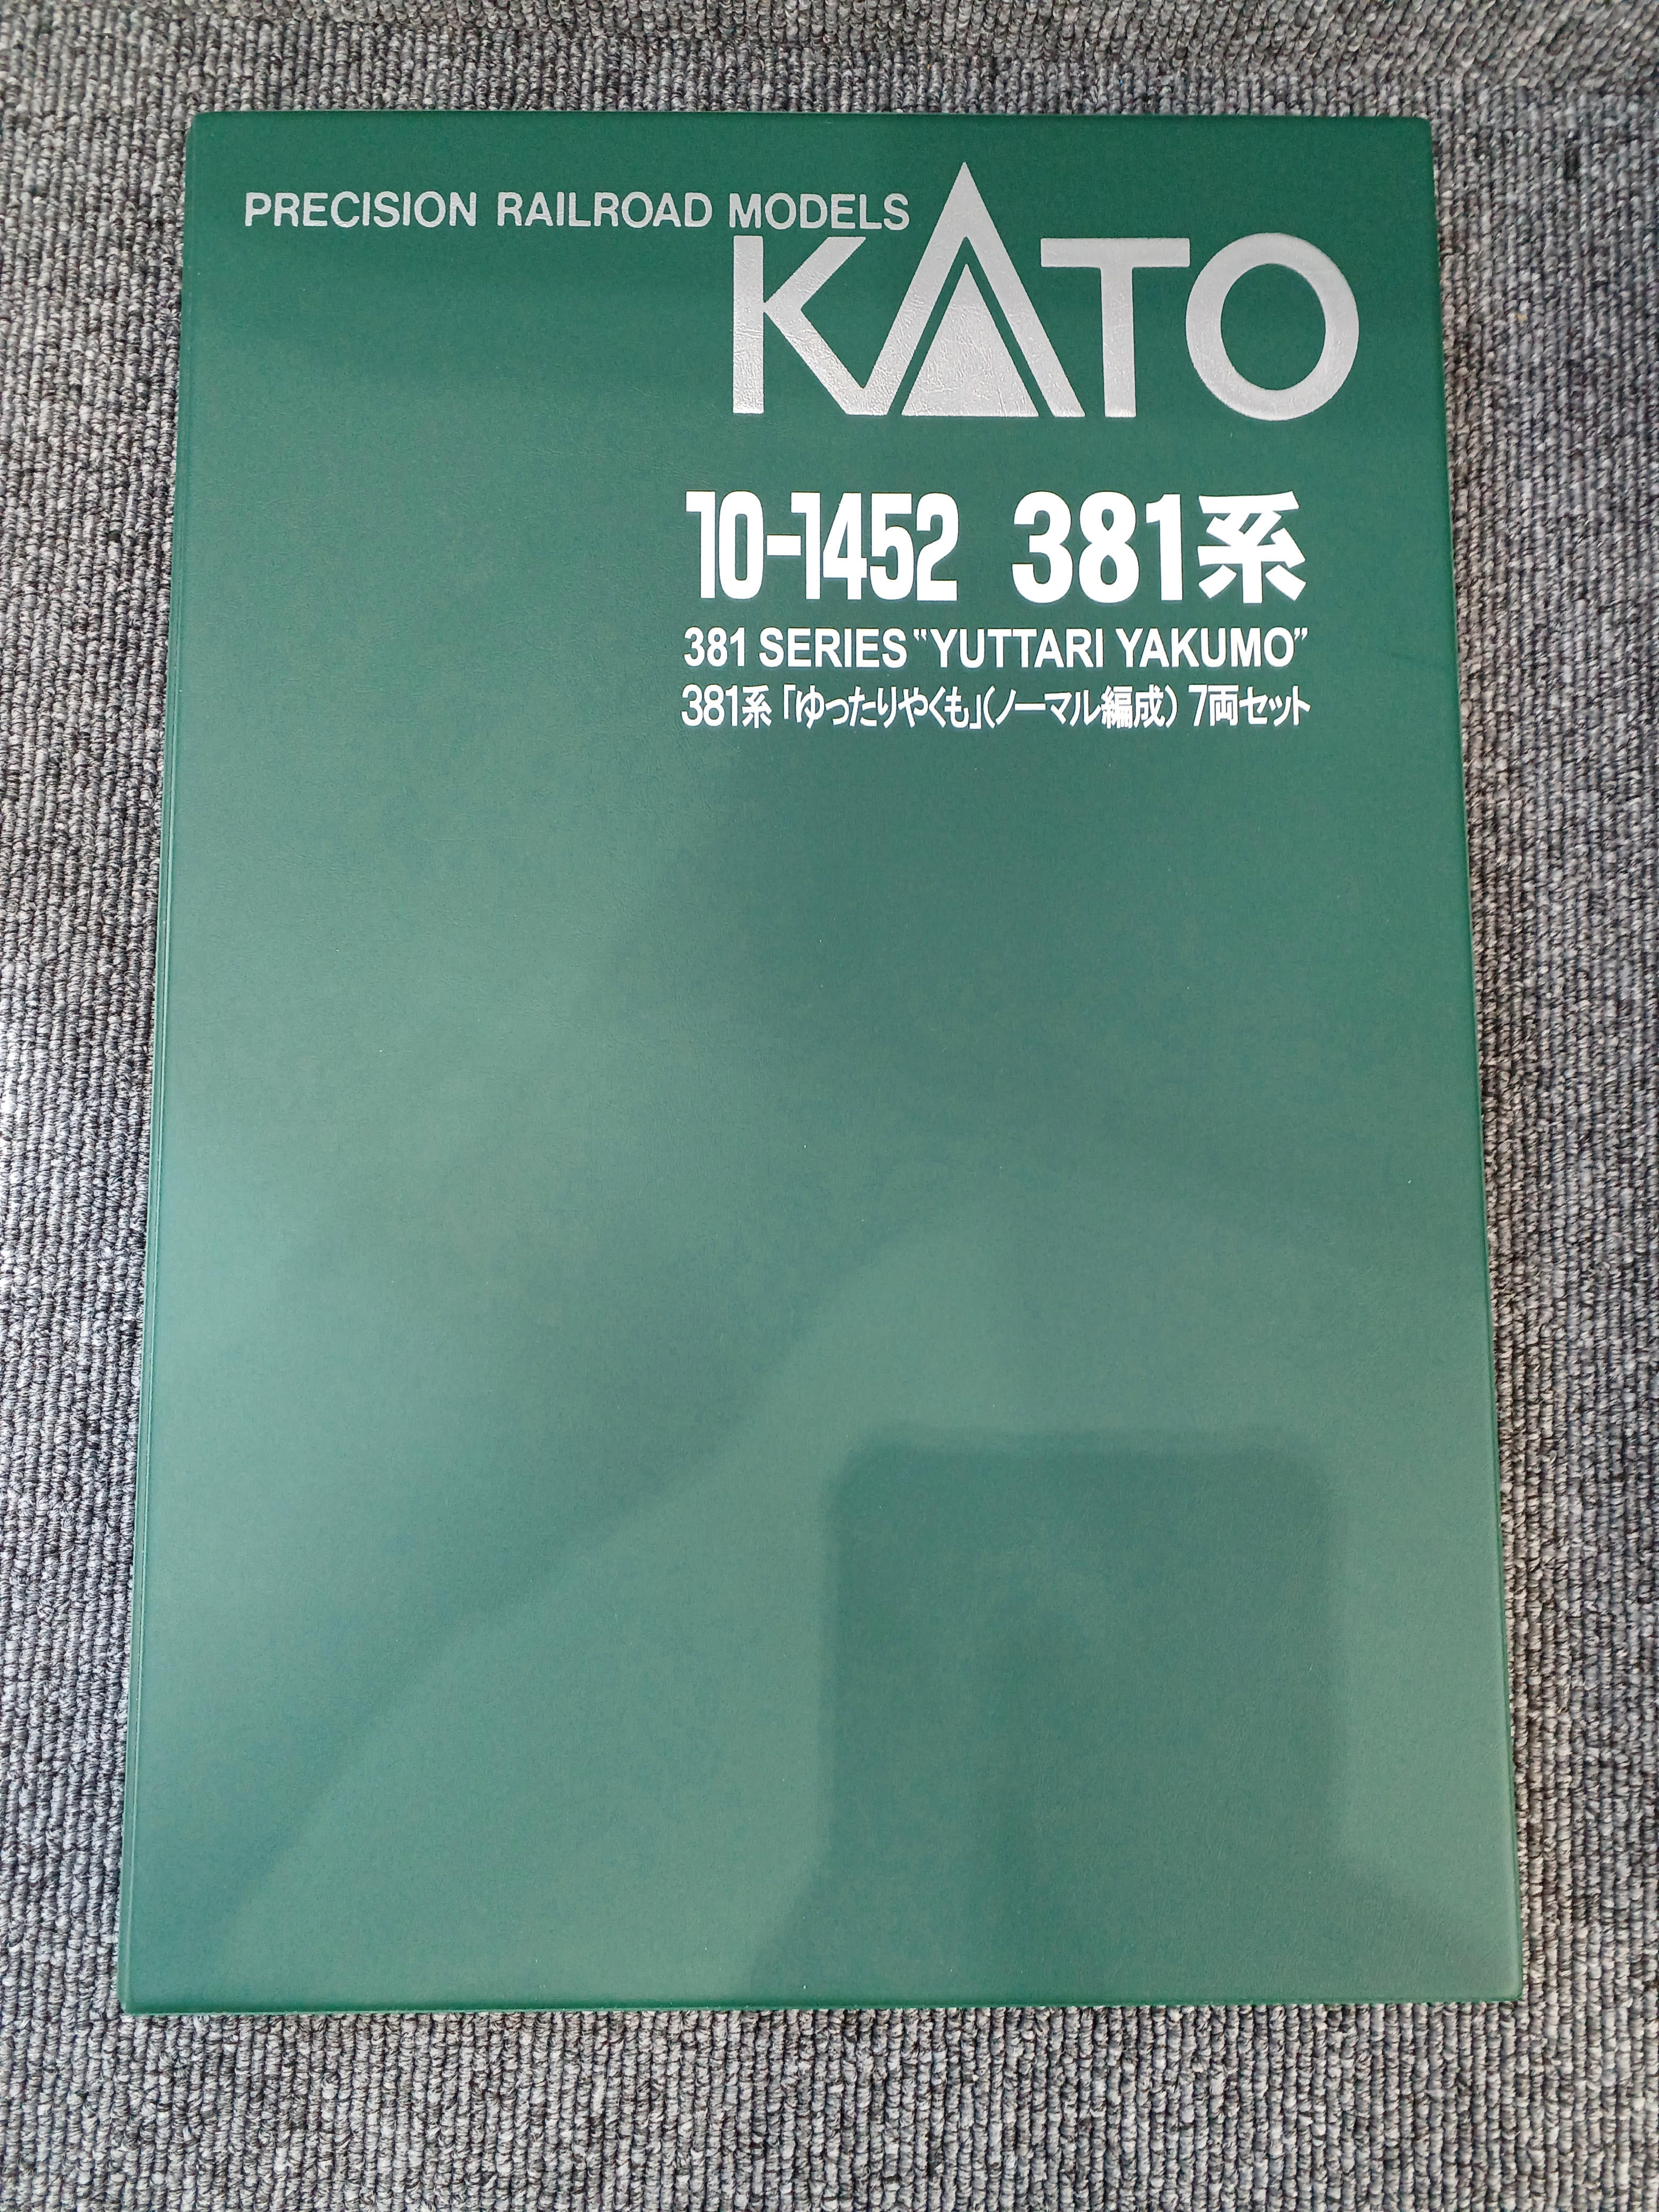 PRECISION RAILROAD MODELS
KATO
10-1452 381系
381 SERIES "YUTTARI YAKUMO"
381系「ゆったりやくも」(ノーマル編成) 7両セット